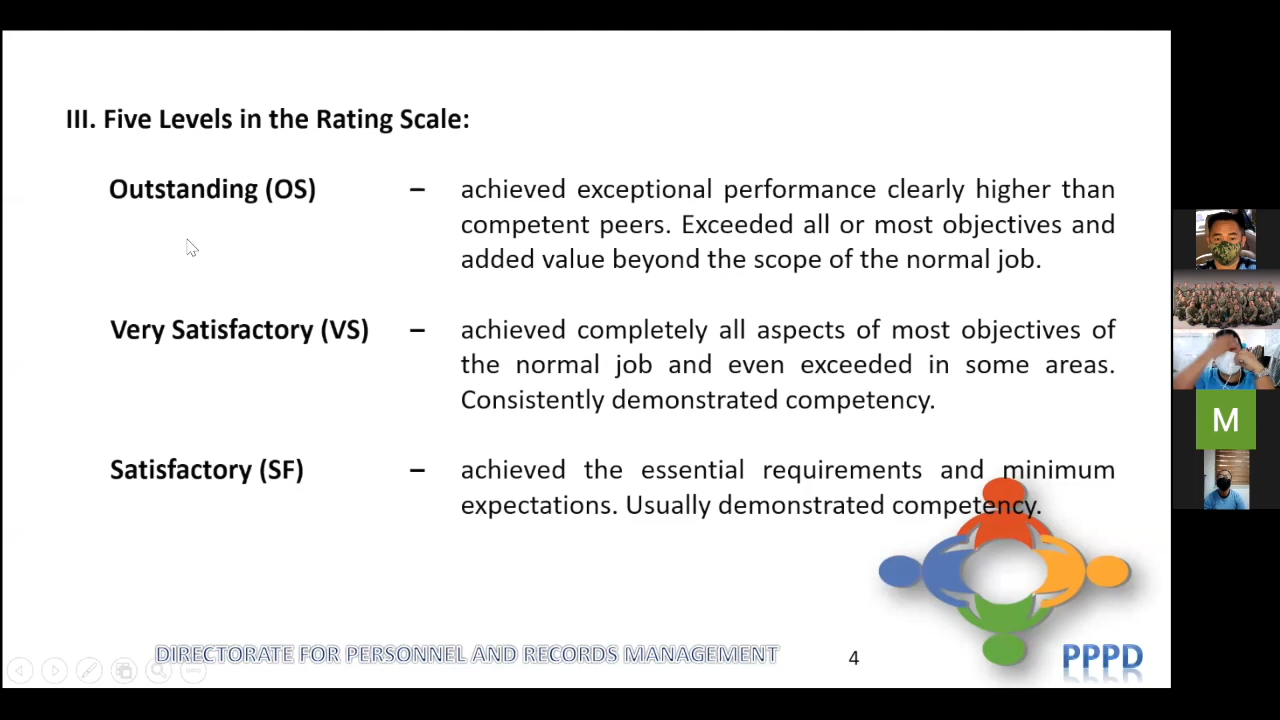 III. Five Levels in the Rating Scale:
Outstanding (OS) – achieved exceptional performance clearly higher than
competent peers. Exceeded all or most objectives and
added value beyond the scope of the normal job.
Very Satisfactory (VS) – achieved completely all aspects of most objectives of
the normal job and even exceeded in some areas.
Consistently demonstrated competency.
Satisfactory (SF) – achieved the essential requirements and minimum
expectations. Usually demonstrated competency.
M
DIRECTORATE FOR PERSONNEL AND RECORDS MANAGEMENT
4
PPPD